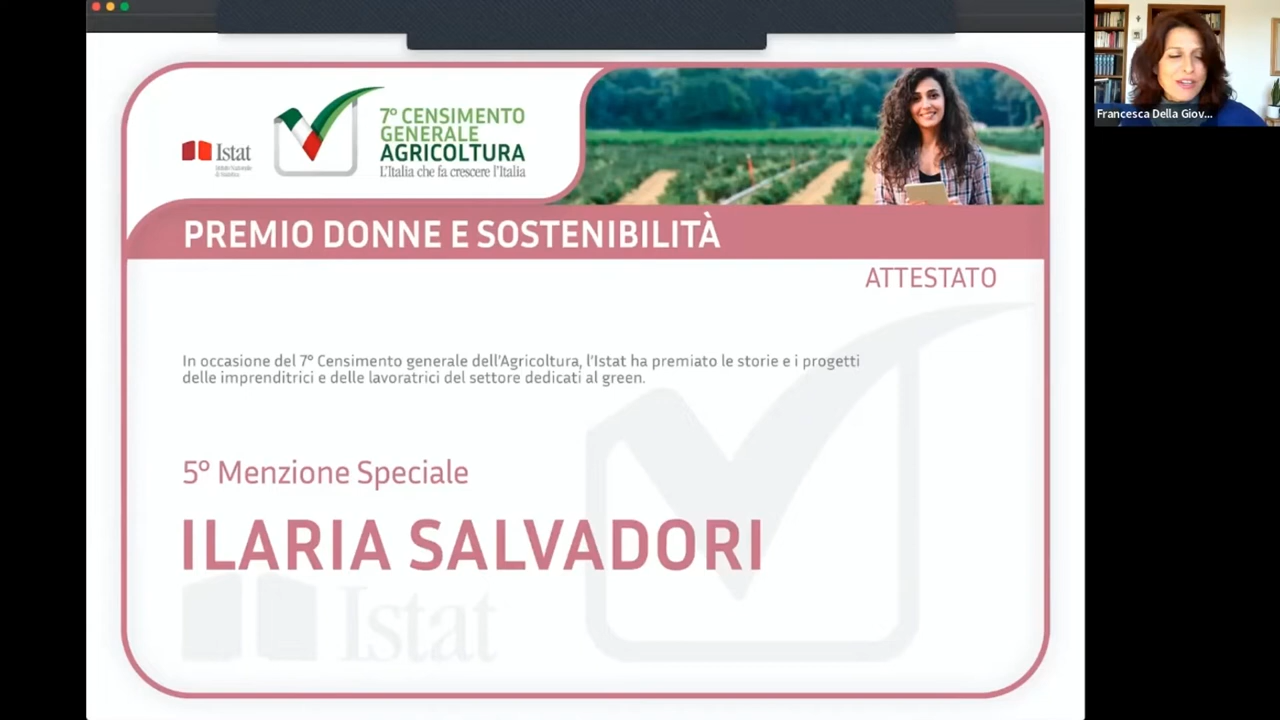 Istat
7° CENSIMENTO
GENERALE
AGRICOLTURA
L'Italia che fa crescere l'Italia
PREMIO DONNE E SOSTENIBILITÀ
ATTESTATO
In occasione del 7° Censimento generale dell'Agricoltura, l'Istat ha premiato le storie e i progetti
delle imprenditrici e delle lavoratrici del settore dedicati al green.
5° Menzione Speciale
ILARIA SALVADORI
Istat
Francesca Della Giov...